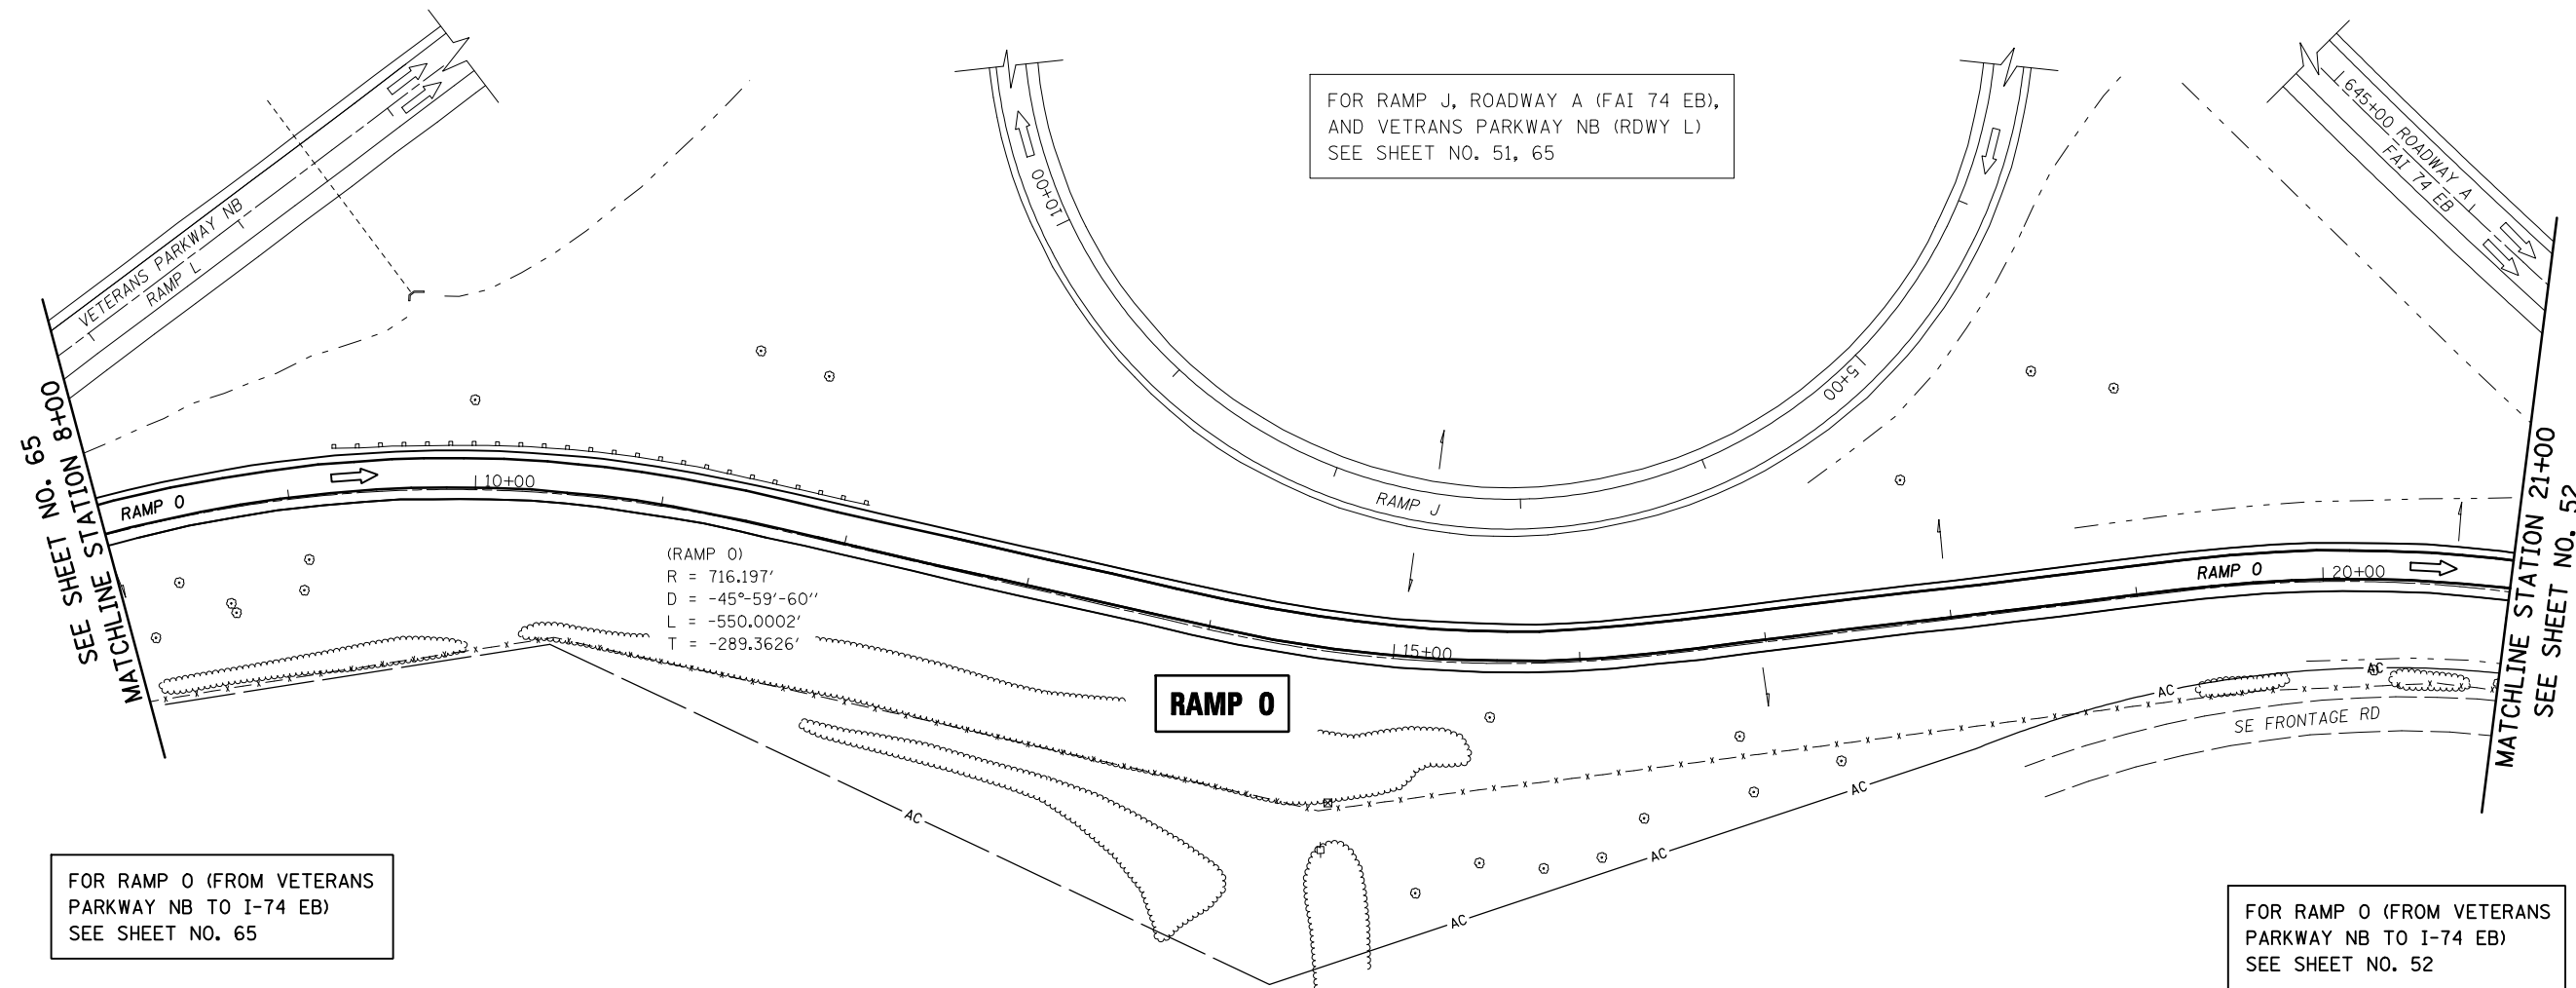 FOR RAMP J, ROADWAY A (FAI 74 EB),
AND VETRANS PARKWAY NB (RDWY L)
SEE SHEET NO. 51, 65
VETERANS PARKWAY NB
RAMP L
645+00 ROADWAY A
FAI 74 EB
10+00
5+00
RAMP J
SEE SHEET NO. 65
MATCHLINE STATION 8+00
RAMP O
10+00
(RAMP O)
R = 716.197'
D = -45°-59'-60''
L = -550.0002'
T = -289.3626'
15+00
RAMP O
20+00
MATCHLINE STATION 21+00
SEE SHEET NO. 52
RAMP O
AC
AC
SE FRONTAGE RD
AC
AC
AC
AC
FOR RAMP O (FROM VETERANS
PARKWAY NB TO I-74 EB)
SEE SHEET NO. 65
FOR RAMP O (FROM VETERANS
PARKWAY NB TO I-74 EB)
SEE SHEET NO. 52